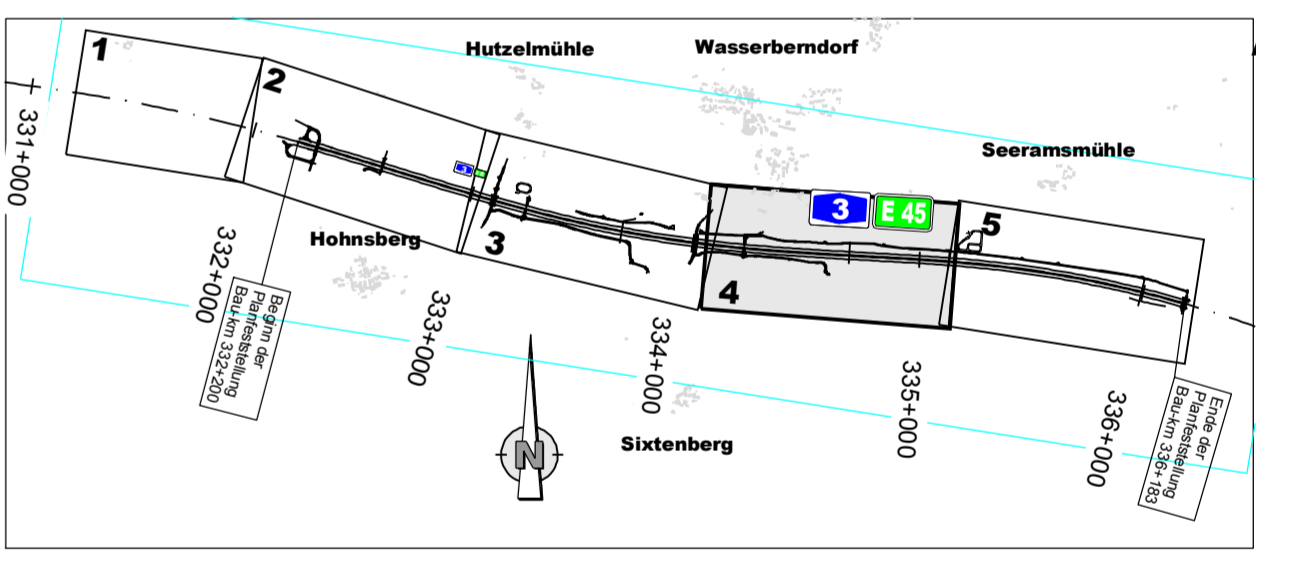 1
2
Hutzelmühle
Wasserberndorf
Seeramsmühle
3
E 45
5
331+000
Hohnsberg
3
4
332+000
333+000
334+000
335+000
336+000
Beginn der
Planfeststellung
Bau-km 332+200
Sixtenberg
N
Ende der
Planfeststellung
Bau-km 336+183